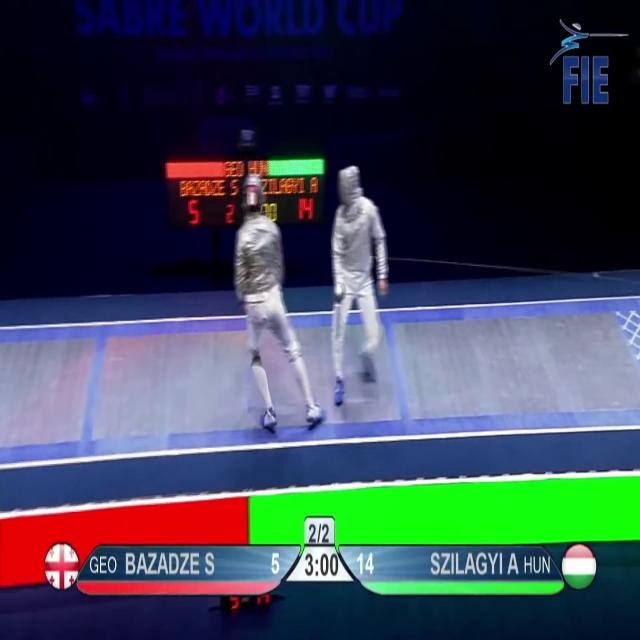 SABRE WORLD CUP
FIE
GEO HUN
BAZADZE S SZILAGYI A
5 2 14
2/2
GEO BAZADZE S 5 3:00 14 SZILAGYI A HUN